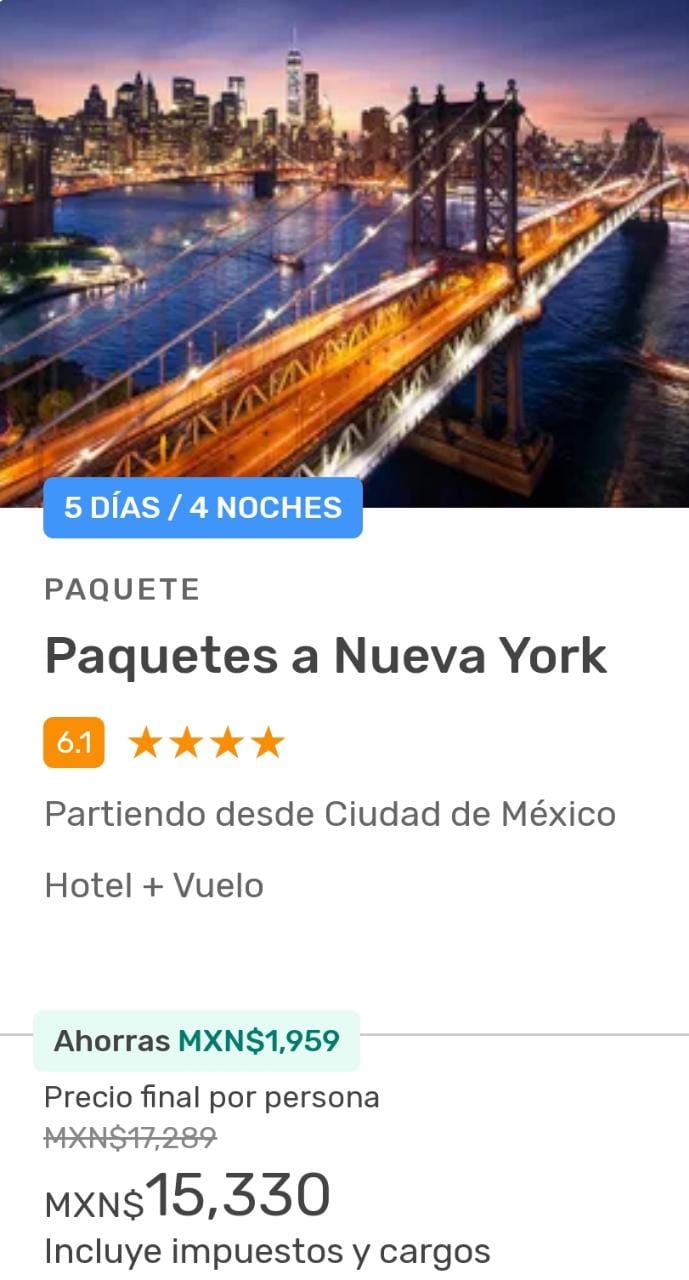 5 DÍAS / 4 NOCHES
PAQUETE
Paquetes a Nueva York
6.1 ★★★★
Partiendo desde Ciudad de México
Hotel + Vuelo
Ahorras MXN$1,959
Precio final por persona
MXN$17,289
MXN$15,330
Incluye impuestos y cargos